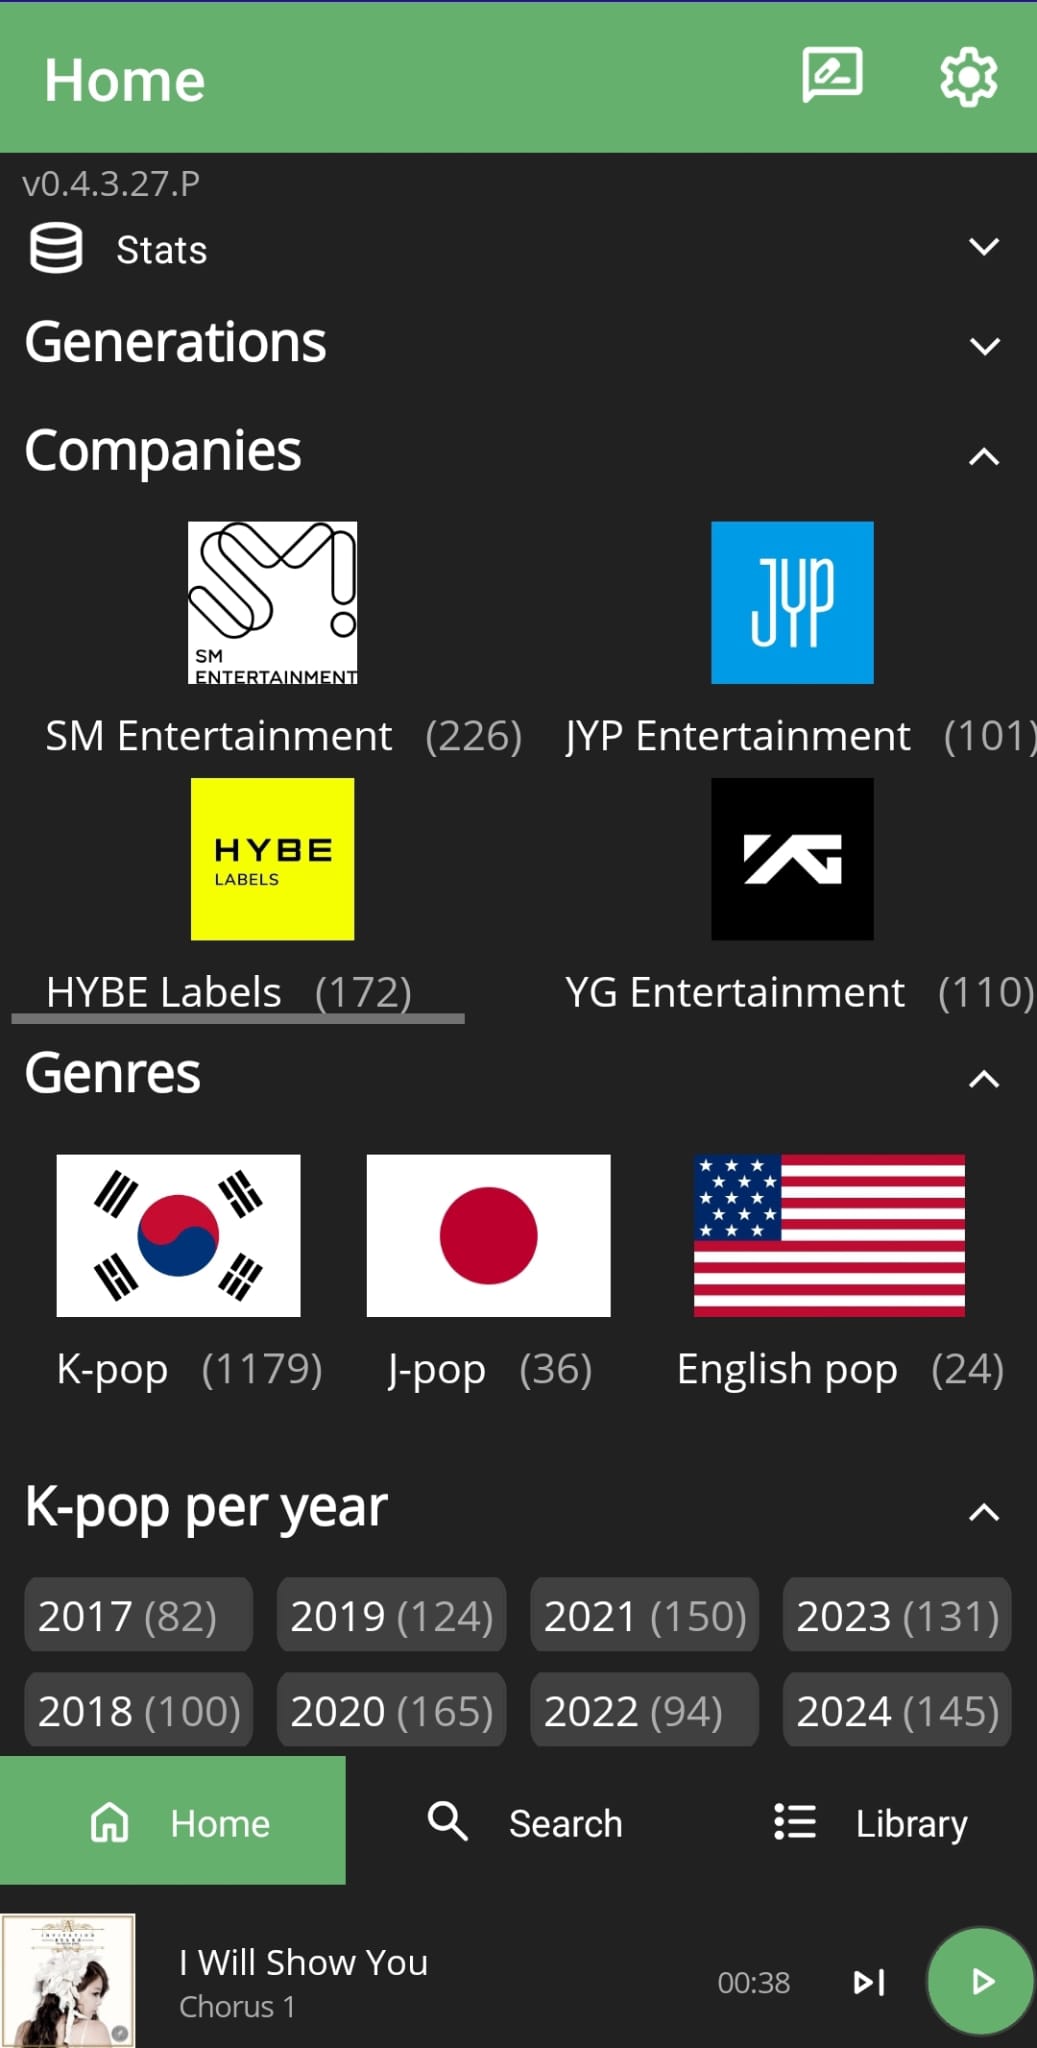 Home
v0.4.3.27.P
Stats
Generations
Companies
SM
ENTERTAINMENT
JYP
SM Entertainment (226) JYP Entertainment (101)
HYBE
LABELS
YG
HYBE Labels (172) YG Entertainment (110)
Genres
K-pop (1179) J-pop (36) English pop (24)
K-pop per year
2017 (82) 2019 (124) 2021 (150) 2023 (131)
2018 (100) 2020 (165) 2022 (94) 2024 (145)
Home Search Library
I Will Show You
Chorus 1
00:38